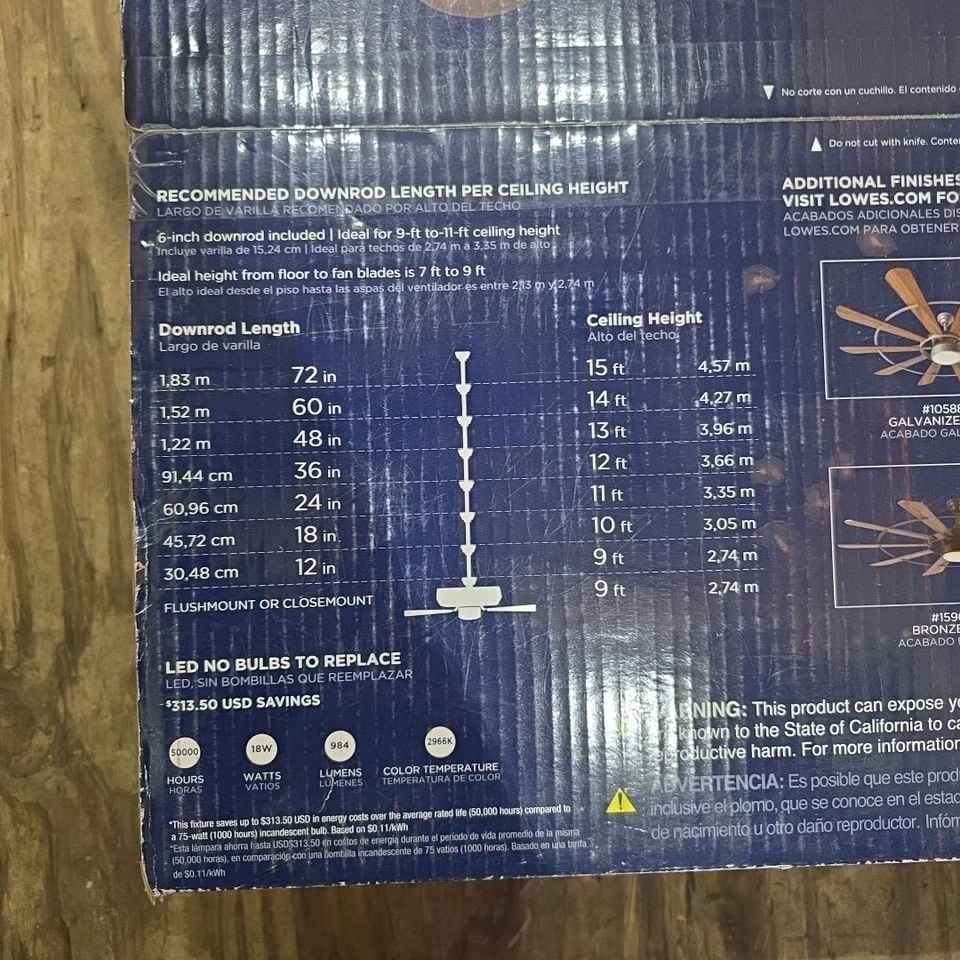 No corte con un cuchillo. El contenido
Do not cut with knife.
RECOMMENDED DOWNROD LENGTH PER CEILING HEIGHT
LARGO DE VARILLA RECOMENDADO POR ALTO DEL TECHO
6-inch downrod included | Ideal for 9-ft-to-11-ft ceiling height
Incluye varilla de 15,24 cm | Ideal para techos de 2,74 m a 3,35 m de alto
Ideal height from floor to fan blades is 7 ft to 9 ft
El alto ideal desde el piso hasta las aspas del ventilador es entre 2,13 m y 2,74 m
Downrod Length
Largo de varilla
Ceiling Height
Alto del techo
1,83 m 72 in 15 ft 4,57 m
1,52 m 60 in 14 ft 4,27 m
1,22 m 48 in 13 ft 3,96 m
91,44 cm 36 in 12 ft 3,66 m
60,96 cm 24 in 11 ft 3,35 m
45,72 cm 18 in 10 ft 3,05 m
30,48 cm 12 in 9 ft 2,74 m
FLUSHMOUNT OR CLOSEMOUNT 9 ft 2,74 m
LED NO BULBS TO REPLACE
LED, SIN BOMBILLAS QUE REEMPLAZAR
*$313.50 USD SAVINGS
50000
HOURS
HORAS
18W
WATTS
VATIOS
984
LUMENS
LÚMENES
2966K
COLOR TEMPERATURE
TEMPERATURA DE COLOR
*This fixture saves up to $313.50 USD in energy costs over the average rated life (50,000 hours) compared to
a 75-watt (1000 hours) incandescent bulb. Based on $0.11/kWh
*Esta lámpara ahorra hasta USD$313.50 en costos de energía durante el período de vida promedio de la misma
(50,000 horas), en comparación con una bombilla incandescente de 75 vatios (1000 horas). Basado en una tarifa
de $0.11/kWh
ADDITIONAL FINISHES
VISIT LOWES.COM FO
ACABADOS ADICIONALES DIS
LOWES.COM PARA OBTENER
#1058
GALVANIZE
ACABADO GAL
#159
BRONZE
ACABADO
WARNING: This product can expose yo
known to the State of California to ca
reproductive harm. For more information
ADVERTENCIA: Es posible que este prod
inclusive el plomo, que se conoce en el estad
de nacimiento u otro daño reproductor. Infórm